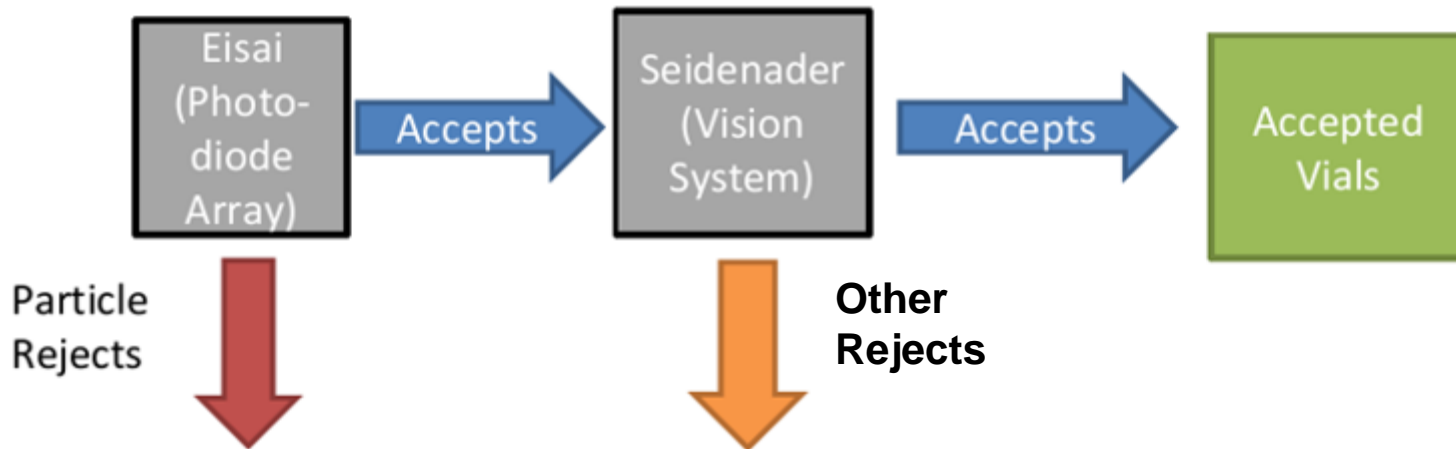 Eisai
(Photo-
diode
Array)
Accepts
Seidenader
(Vision
System)
Accepts
Accepted
Vials
Particle
Rejects
Other
Rejects